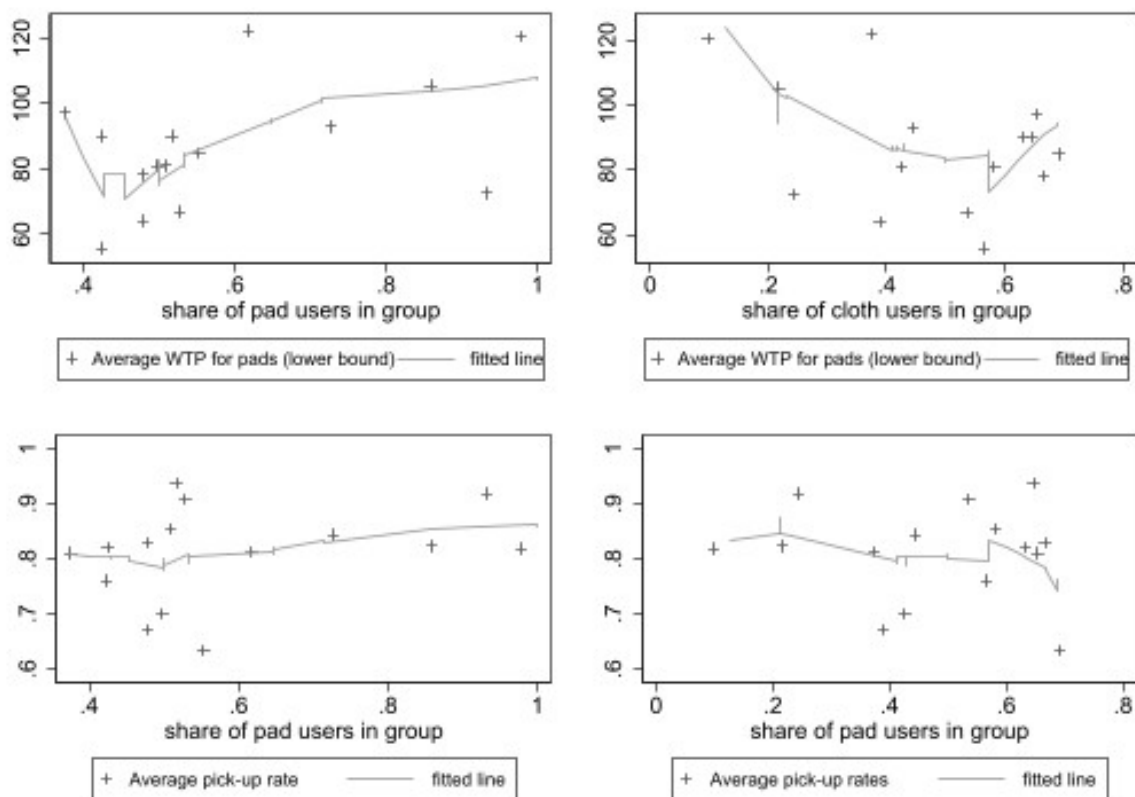 120
100
80
60
.4 .6 .8 1
share of pad users in group
+ Average WTP for pads (lower bound) fitted line
120
100
80
60
0 .2 .4 .6 .8
share of cloth users in group
+ Average WTP for pads (lower bound) fitted line
1
.9
.8
.7
.6
.4 .6 .8 1
share of pad users in group
+ Average pick-up rate fitted line
1
.9
.8
.7
.6
0 .2 .4 .6 .8
share of pad users in group
+ Average pick-up rates fitted line